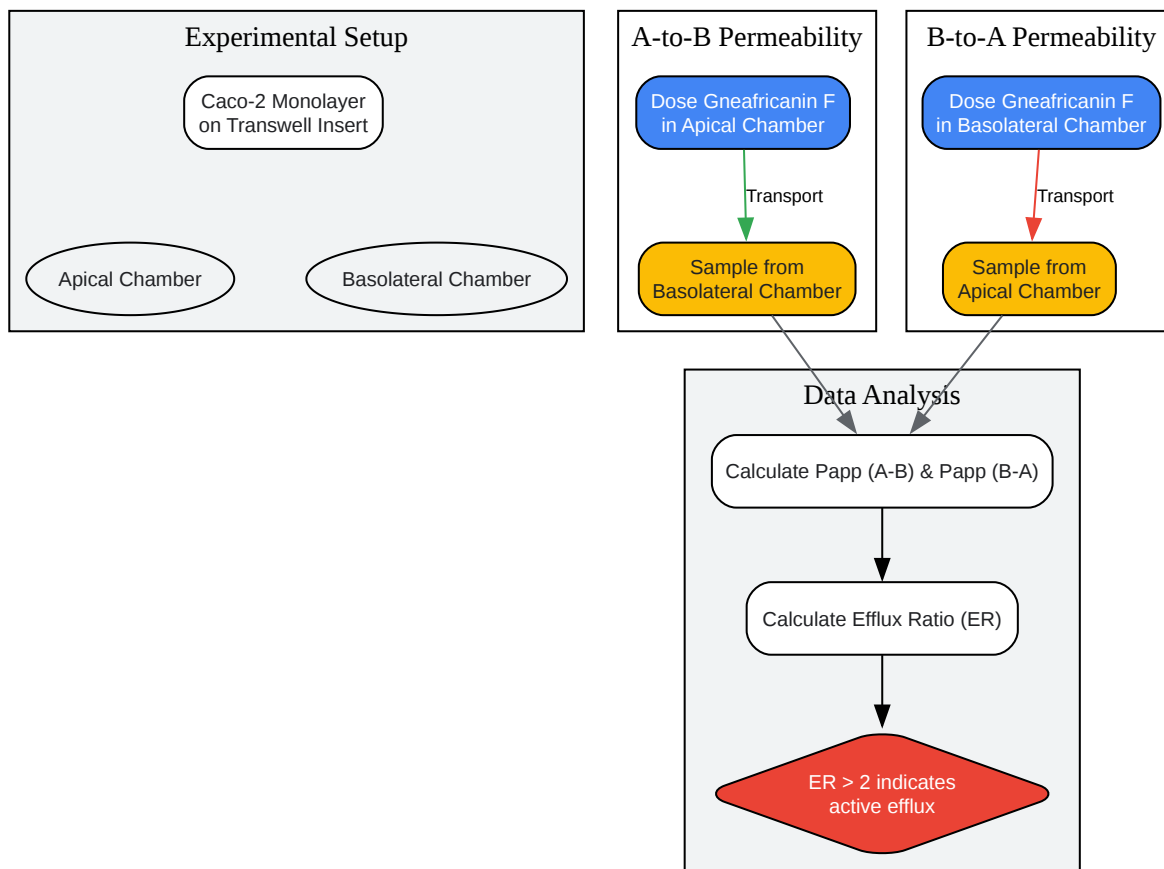 Experimental Setup
Caco-2 Monolayer
on Transwell Insert
Apical Chamber
Basolateral Chamber
A-to-B Permeability
Dose Gneafricanin F
in Apical Chamber
Transport
Sample from
Basolateral Chamber
B-to-A Permeability
Dose Gneafricanin F
in Basolateral Chamber
Transport
Sample from
Apical Chamber
Data Analysis
Calculate Papp (A-B) & Papp (B-A)
Calculate Efflux Ratio (ER)
ER > 2 indicates
active efflux